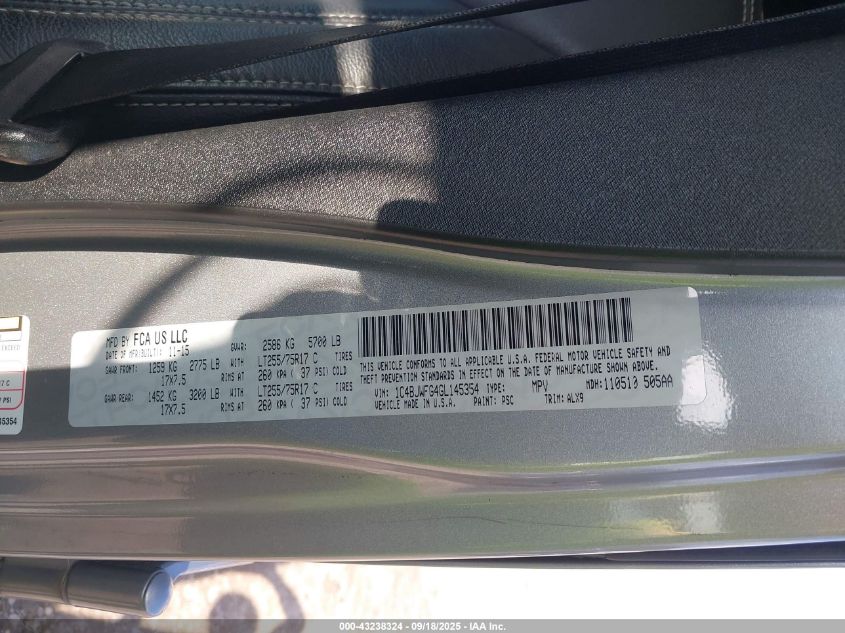 EXCEED
17 C
PSI
45354
MFD BY FCA US LLC
DATE OF MFR(BUILT): 11-15 GVWR: 2586 KG 5700 LB
GAWR FRONT: 1259 KG 2775 LB WITH LT255/75R17 C TIRES
17X7.5 RIMS AT 260 KPA ( 37 PSI) COLD
GAWR REAR: 1452 KG 3200 LB WITH LT255/75R17 C TIRES
17X7.5 RIMS AT 260 KPA ( 37 PSI) COLD
THIS VEHICLE CONFORMS TO ALL APPLICABLE U.S.A. FEDERAL MOTOR VEHICLE SAFETY AND
THEFT PREVENTION STANDARDS IN EFFECT ON THE DATE OF MANUFACTURE SHOWN ABOVE.
VIN: 1C4BJWFG4GL145354 TYPE: MPV MDH: 110510 505AA
VEHICLE MADE IN U.S.A. PAINT: PSC TRIM: ALX9
000-43238324 - 09/18/2025 - IAA Inc.